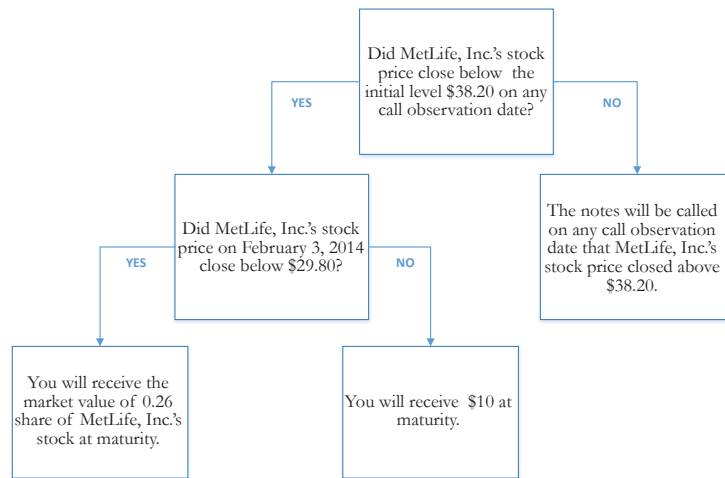 Did MetLife, Inc.'s stock
price close below the
initial level $38.20 on any
call observation date?
YES
NO
Did MetLife, Inc.'s stock
price on February 3, 2014
close below $29.80?
The notes will be called
on any call observation
date that MetLife, Inc.'s
stock price closed above
$38.20.
YES
NO
You will receive the
market value of 0.26
share of MetLife, Inc.'s
stock at maturity.
You will receive $10 at
maturity.